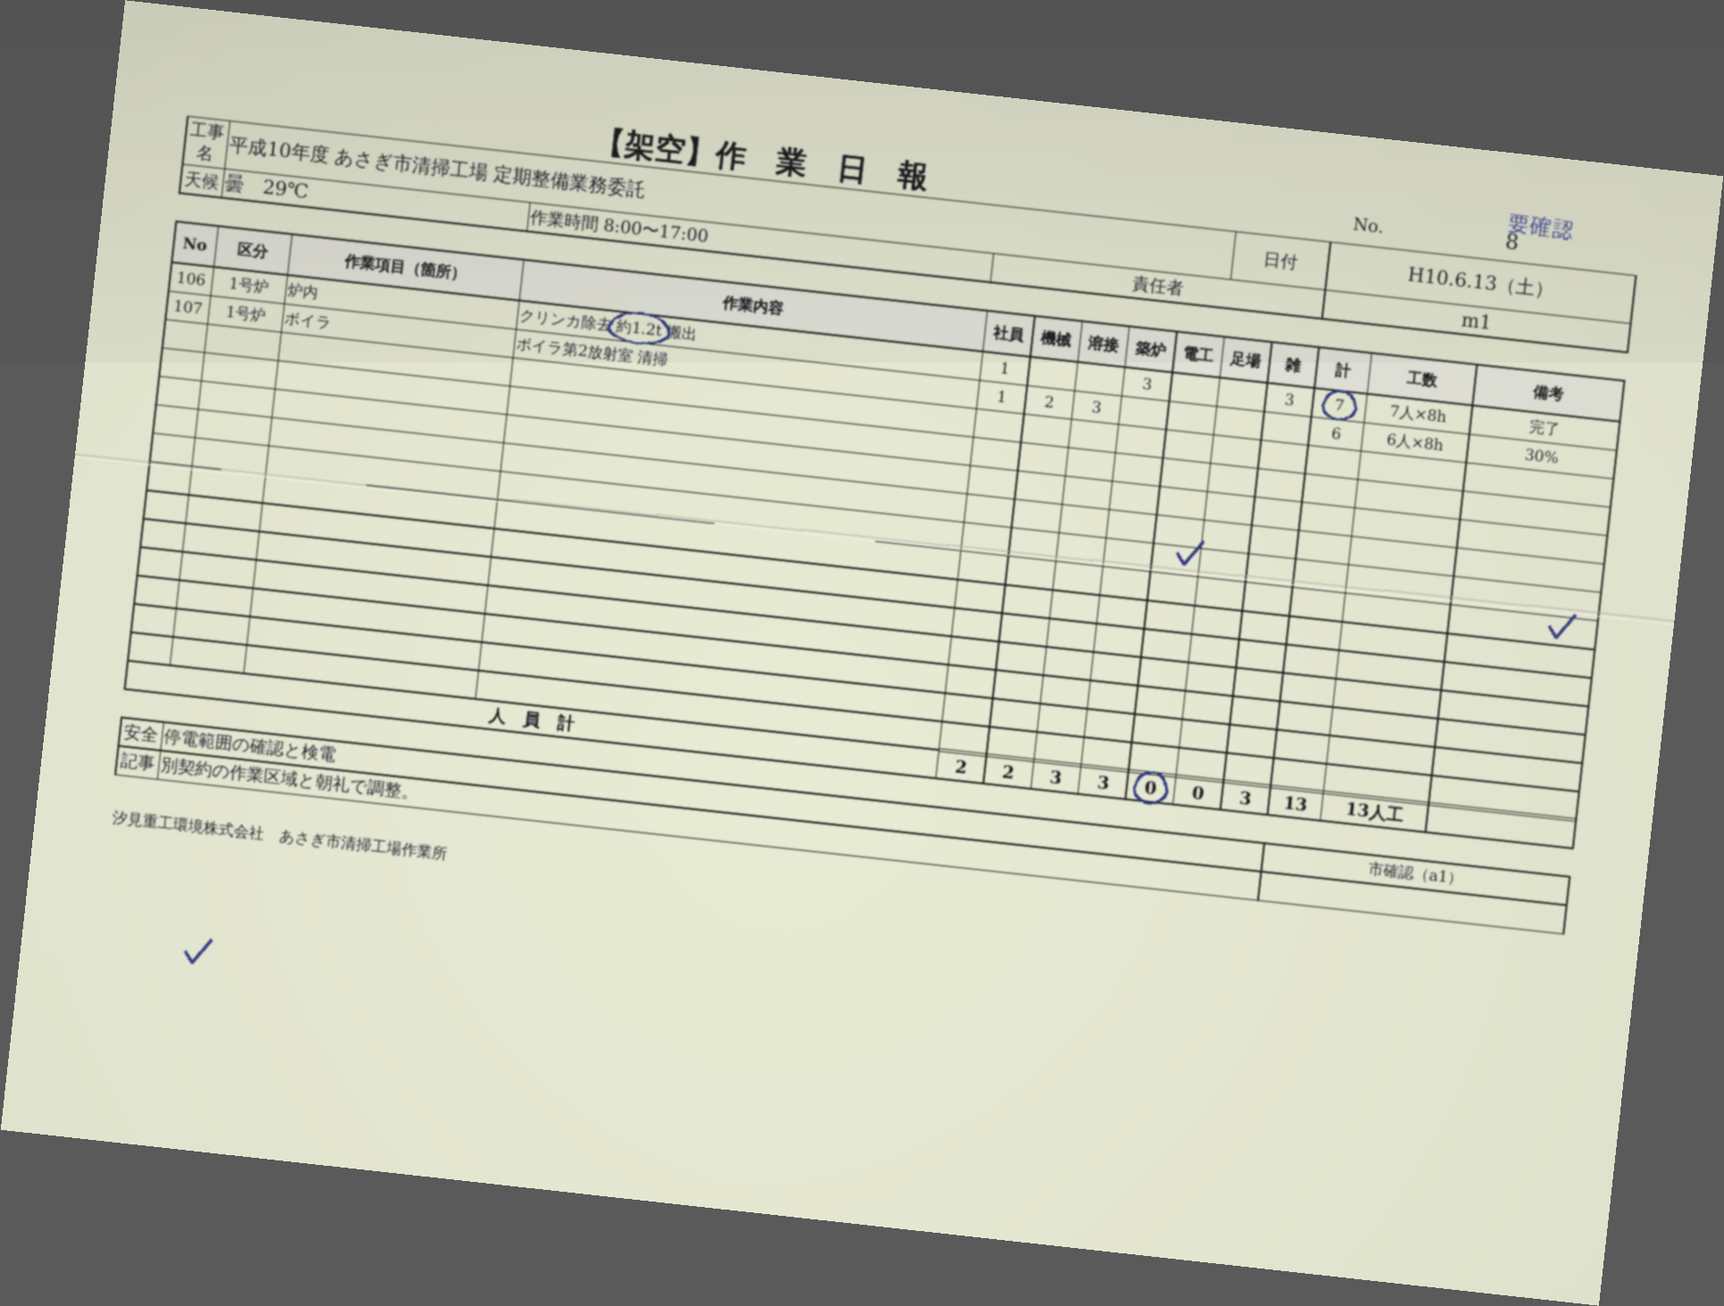 【架空】作　業　日　報
No.　8
要確認
工事名　平成10年度 あさぎ市清掃工場 定期整備業務委託　日付　H10.6.13（土）
天候　曇　29℃　作業時間 8:00〜17:00　責任者　m1
No　区分　作業項目（箇所）　作業内容　社員　機械　溶接　築炉　電工　足場　雑　計　工数　備考
106　1号炉　炉内　クリンカ除去 約1.2t 搬出　1　3　3　7　7人×8h　完了
107　1号炉　ボイラ　ボイラ第2放射室 清掃　1　2　3　6　6人×8h　30%
人　員　計　2　2　3　3　0　0　3　13　13人工
安全　停電範囲の確認と検電　市確認（a1）
記事　別契約の作業区域と朝礼で調整。
汐見重工環境株式会社　あさぎ市清掃工場作業所